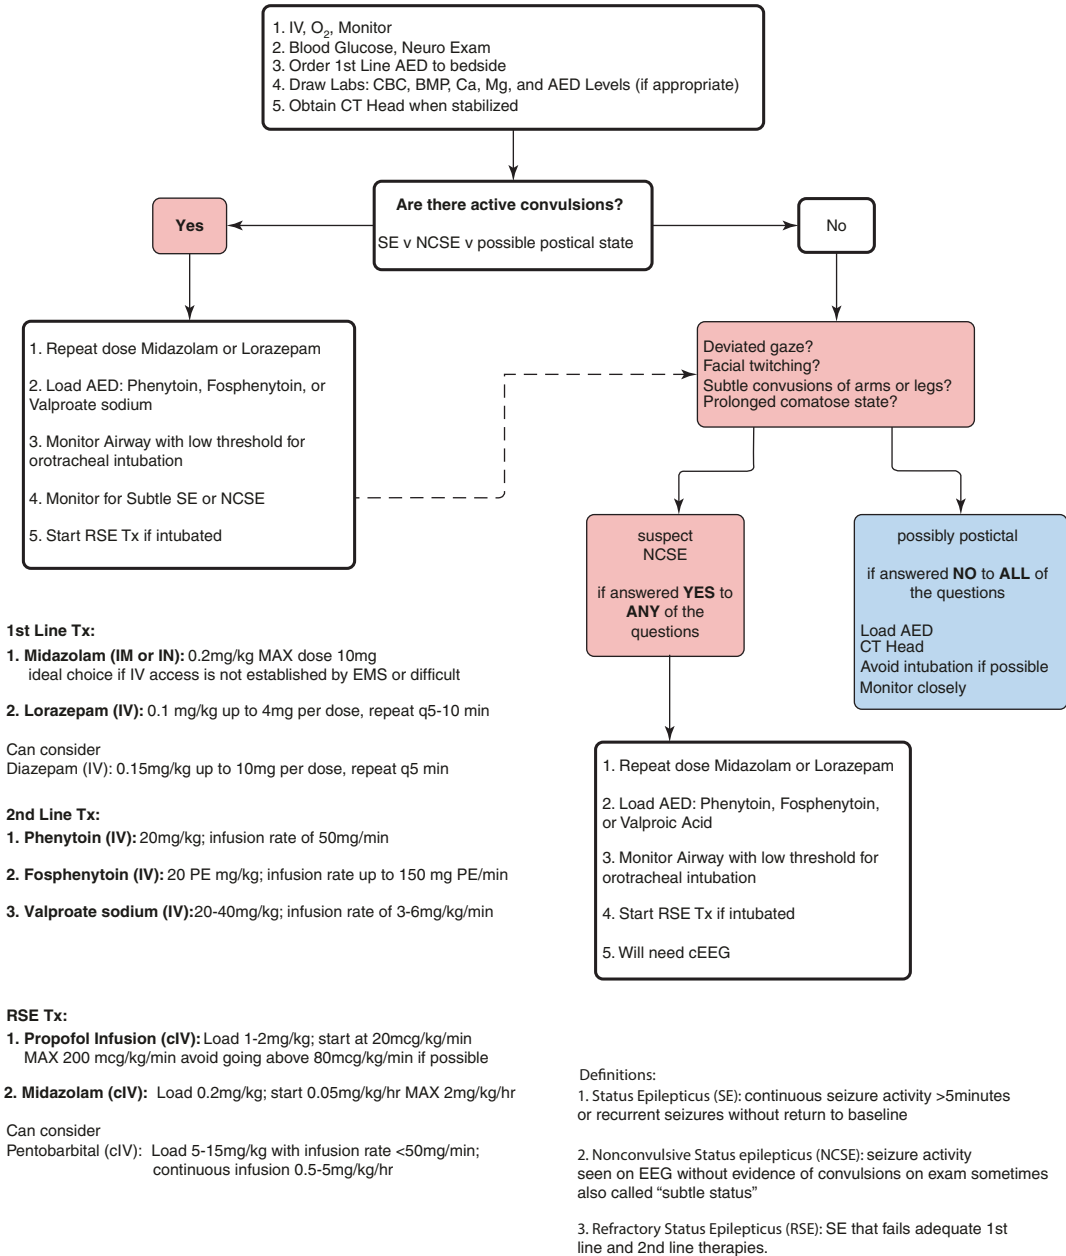 1. IV, O2, Monitor
2. Blood Glucose, Neuro Exam
3. Order 1st Line AED to bedside
4. Draw Labs: CBC, BMP, Ca, Mg, and AED Levels (if appropriate)
5. Obtain CT Head when stabilized
Are there active convulsions?
SE v NCSE v possible postical state
Yes
No
1. Repeat dose Midazolam or Lorazepam
2. Load AED: Phenytoin, Fosphenytoin, or
Valproate sodium
3. Monitor Airway with low threshold for
orotracheal intubation
4. Monitor for Subtle SE or NCSE
5. Start RSE Tx if intubated
Deviated gaze?
Facial twitching?
Subtle convusions of arms or legs?
Prolonged comatose state?
suspect
NCSE
if answered YES to
ANY of the
questions
possibly postictal
if answered NO to ALL of
the questions
Load AED
CT Head
Avoid intubation if possible
Monitor closely
1. Repeat dose Midazolam or Lorazepam
2. Load AED: Phenytoin, Fosphenytoin,
or Valproic Acid
3. Monitor Airway with low threshold for
orotracheal intubation
4. Start RSE Tx if intubated
5. Will need cEEG
1st Line Tx:
1. Midazolam (IM or IN): 0.2mg/kg MAX dose 10mg
ideal choice if IV access is not established by EMS or difficult
2. Lorazepam (IV): 0.1 mg/kg up to 4mg per dose, repeat q5-10 min
Can consider
Diazepam (IV): 0.15mg/kg up to 10mg per dose, repeat q5 min
2nd Line Tx:
1. Phenytoin (IV): 20mg/kg; infusion rate of 50mg/min
2. Fosphenytoin (IV): 20 PE mg/kg; infusion rate up to 150 mg PE/min
3. Valproate sodium (IV):20-40mg/kg; infusion rate of 3-6mg/kg/min
RSE Tx:
1. Propofol Infusion (cIV): Load 1-2mg/kg; start at 20mcg/kg/min
MAX 200 mcg/kg/min avoid going above 80mcg/kg/min if possible
2. Midazolam (cIV): Load 0.2mg/kg; start 0.05mg/kg/hr MAX 2mg/kg/hr
Can consider
Pentobarbital (cIV): Load 5-15mg/kg with infusion rate <50mg/min;
continuous infusion 0.5-5mg/kg/hr
Definitions:
1. Status Epilepticus (SE): continuous seizure activity >5minutes
or recurrent seizures without return to baseline
2. Nonconvulsive Status epilepticus (NCSE): seizure activity
seen on EEG without evidence of convulsions on exam sometimes
also called “subtle status”
3. Refractory Status Epilepticus (RSE): SE that fails adequate 1st
line and 2nd line therapies.